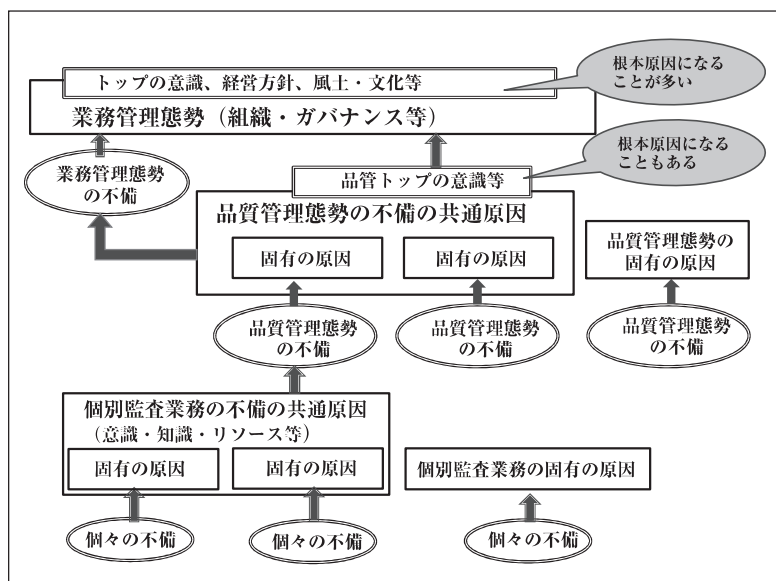 トップの意識、経営方針、風土・文化等
根本原因になる
ことが多い
業務管理態勢（組織・ガバナンス等）
根本原因になる
こともある
業務管理態勢
の不備
品管トップの意識等
品質管理態勢の不備の共通原因
固有の原因
固有の原因
品質管理態勢の
固有の原因
品質管理態勢
の不備
品質管理態勢
の不備
品質管理態勢
の不備
個別監査業務の不備の共通原因
（意識・知識・リソース等）
固有の原因
固有の原因
個別監査業務の固有の原因
個々の不備
個々の不備
個々の不備